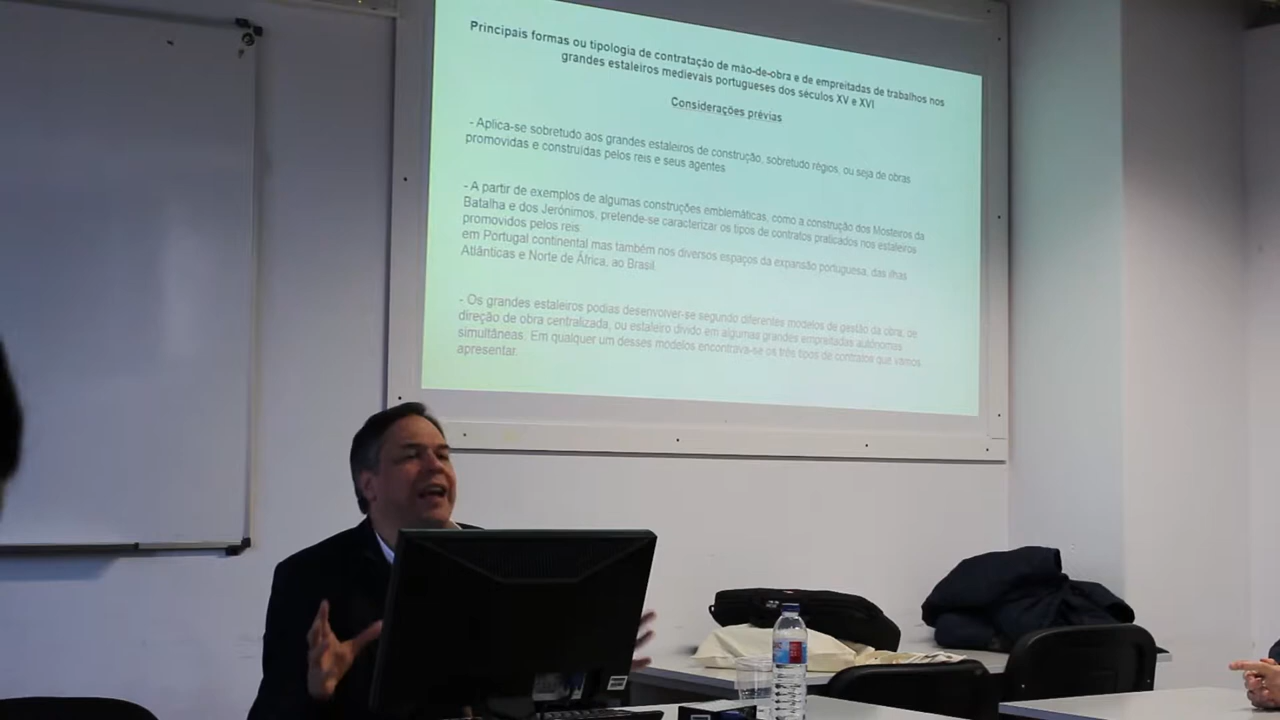 Principais formas ou tipologia de contratação de mão-de-obra e de empreitadas de trabalhos nos
grandes estaleiros medievais portugueses dos séculos XV e XVI
Considerações prévias
- Aplica-se sobretudo aos grandes estaleiros de construção, sobretudo régios, ou seja de obras
promovidas e construídas pelos reis e seus agentes
- A partir de exemplos de algumas construções emblemáticas, como a construção dos Mosteiros da
Batalha e dos Jerónimos, pretende-se caracterizar os tipos de contratos praticados nos estaleiros
promovidos pelos reis
em Portugal continental mas também nos diversos espaços da expansão portuguesa, das ilhas
Atlânticas e Norte de África, ao Brasil
- Os grandes estaleiros podias desenvolver-se segundo diferentes modelos de gestão da obra, de
direção de obra centralizada, ou estaleiro divido em algumas grandes empreitadas autónomas
simultâneas. Em qualquer um desses modelos encontrava-se os três tipos de contratos que vamos
apresentar.